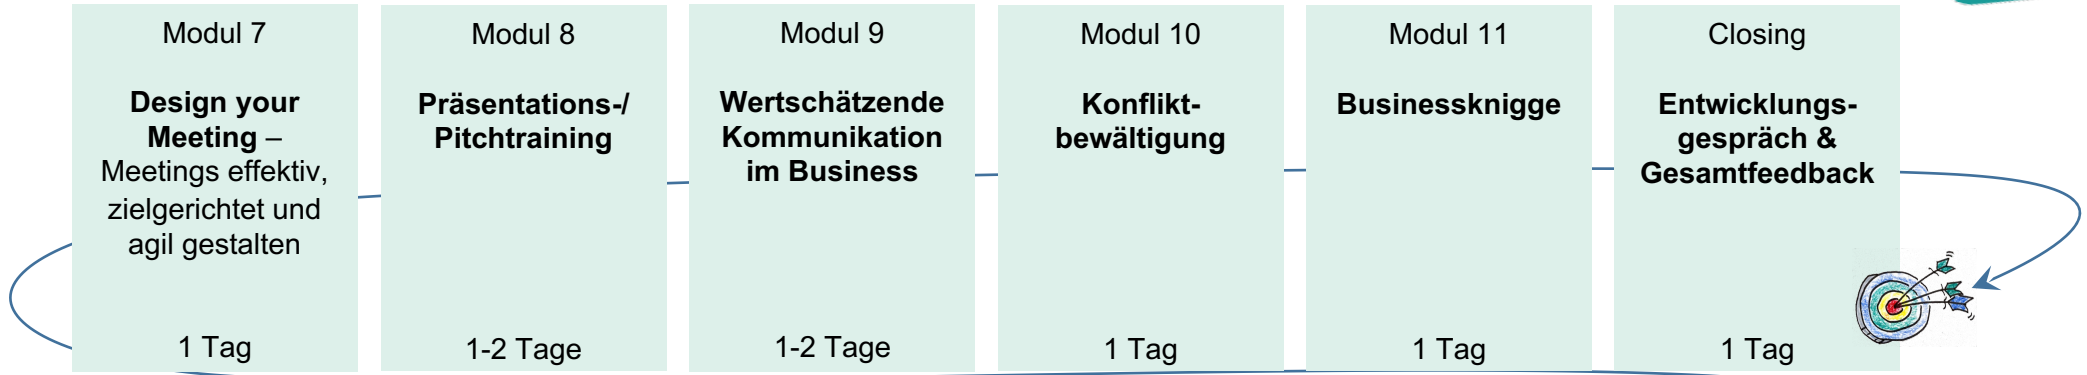 Modul 7
Design your
Meeting –
Meetings effektiv,
zielgerichtet und
agil gestalten
1 Tag
Modul 8
Präsentations-/
Pitchtraining
1-2 Tage
Modul 9
Wertschätzende
Kommunikation
im Business
1-2 Tage
Modul 10
Konflikt-
bewältigung
1 Tag
Modul 11
Businessknigge
1 Tag
Closing
Entwicklungs-
gespräch &
Gesamtfeedback
1 Tag